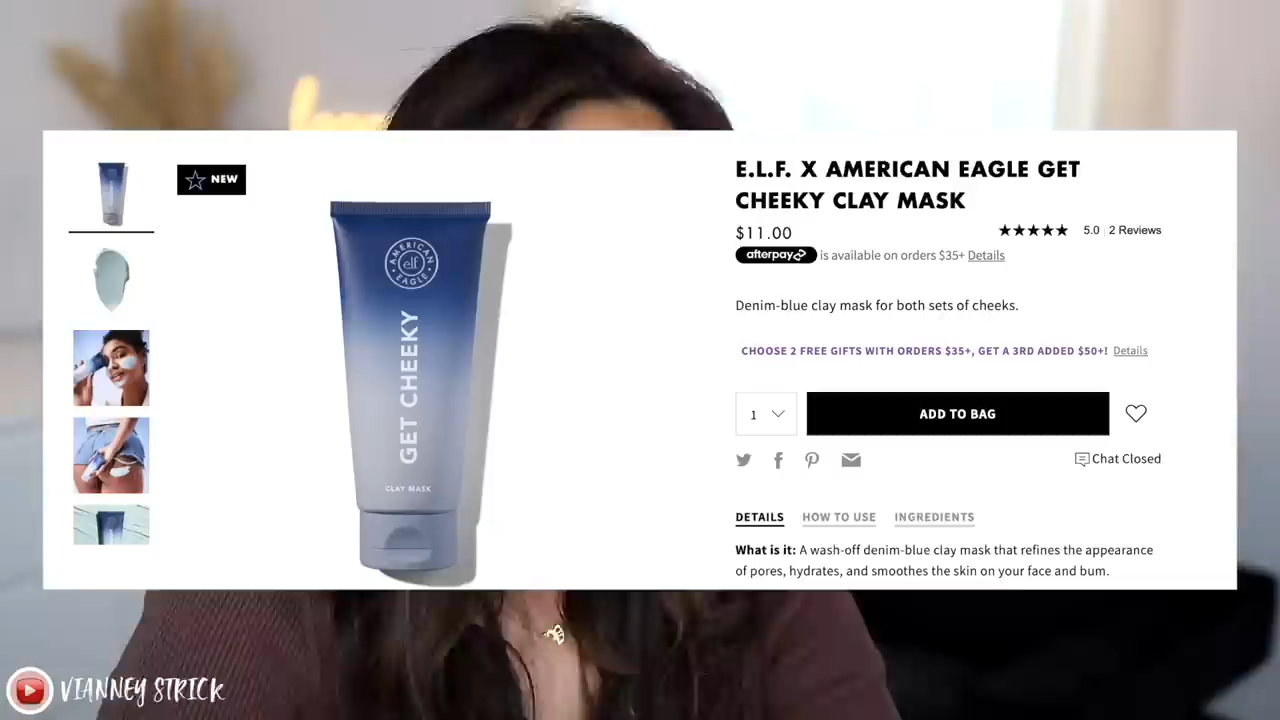 NEW
AMERICAN
elf
EAGLE
GET CHEEKY
CLAY MASK
E.L.F. X AMERICAN EAGLE GET
CHEEKY CLAY MASK
$11.00
5.0 | 2 Reviews
afterpay is available on orders $35+ Details
Denim-blue clay mask for both sets of cheeks.
CHOOSE 2 FREE GIFTS WITH ORDERS $35+, GET A 3RD ADDED $50+! Details
1
ADD TO BAG
Chat Closed
DETAILS
HOW TO USE
INGREDIENTS
What is it: A wash-off denim-blue clay mask that refines the appearance
of pores, hydrates, and smoothes the skin on your face and bum.
VIANNEY STRICK